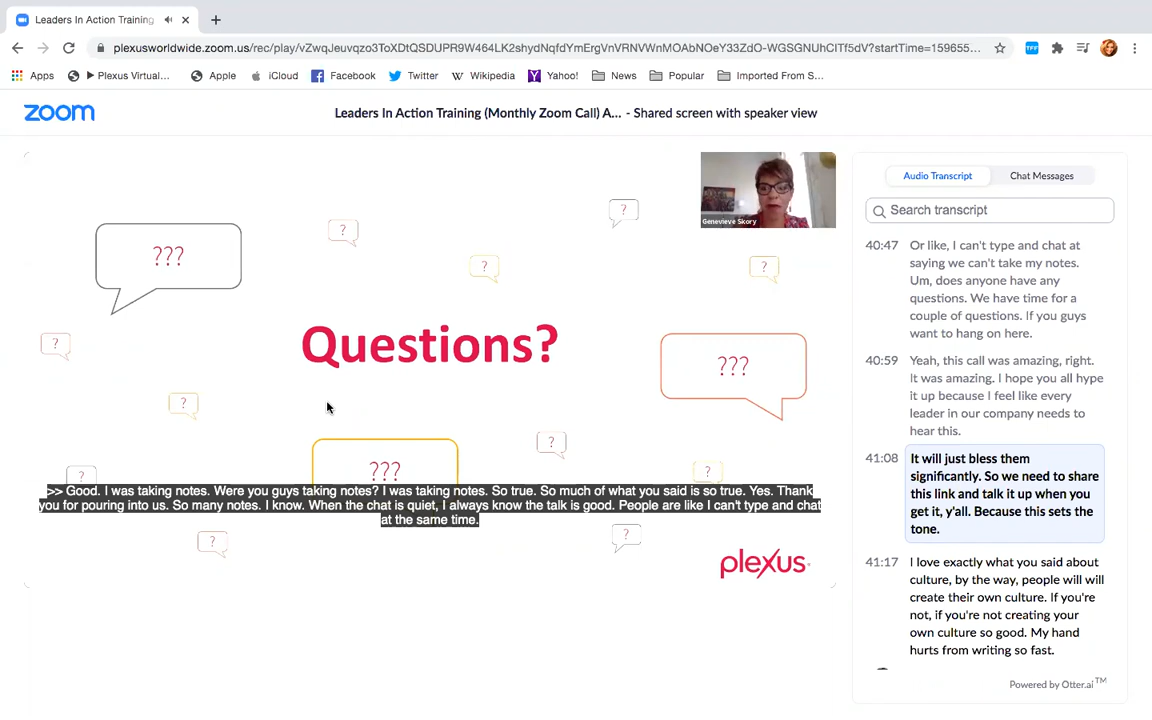 Leaders In Action Training
plexusworldwide.zoom.us/rec/play/vZwqJeuvqzo3ToXDtQSDUPR9W464LK2shydNqfdYmErgVnVRNVWnMOAbNOeY33ZdO-WGSGNUhCITf5dV?startTime=159655...
TFF
Apps
Plexus Virtual...
Apple
iCloud
Facebook
Twitter
Wikipedia
Yahoo!
News
Popular
Imported From S...
zoom
Leaders In Action Training (Monthly Zoom Call) A... - Shared screen with speaker view
Genevieve Skory
???
?
?
?
?
?
Questions?
???
?
?
???
?
?
?
>> Good. I was taking notes. Were you guys taking notes? I was taking notes. So true. So much of what you said is so true. Yes. Thank
you for pouring into us. So many notes. I know. When the chat is quiet, I always know the talk is good. People are like I can't type and chat
at the same time.
?
?
plexus
Audio Transcript
Chat Messages
Search transcript
40:47
Or like, I can't type and chat at
saying we can't take my notes.
Um, does anyone have any
questions. We have time for a
couple of questions. If you guys
want to hang on here.
40:59
Yeah, this call was amazing, right.
It was amazing. I hope you all hype
it up because I feel like every
leader in our company needs to
hear this.
41:08
It will just bless them
significantly. So we need to share
this link and talk it up when you
get it, y'all. Because this sets the
tone.
41:17
I love exactly what you said about
culture, by the way, people will will
create their own culture. If you're
not, if you're not creating your
own culture so good. My hand
hurts from writing so fast.
Powered by Otter.ai™